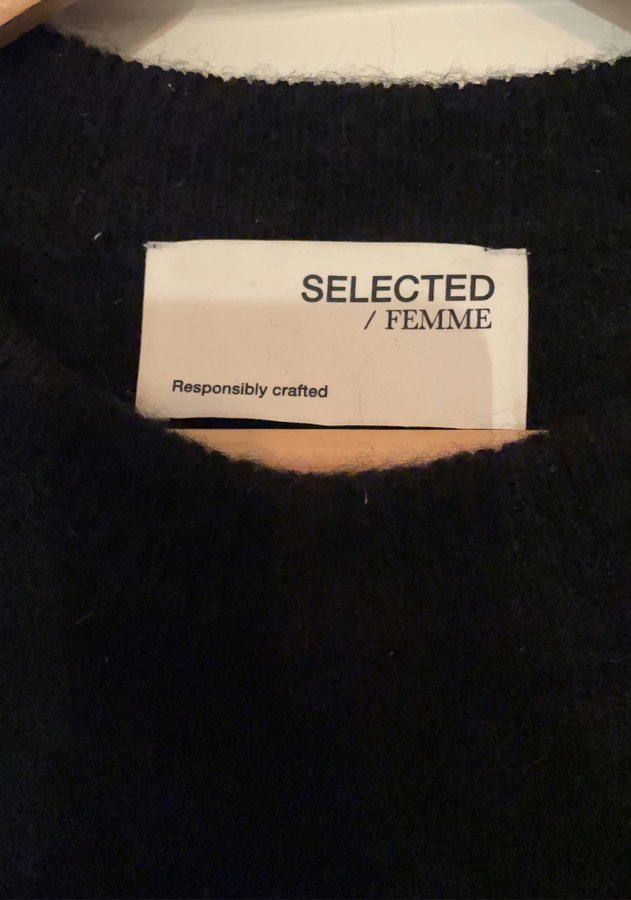 SELECTED
/ FEMME
Responsibly crafted